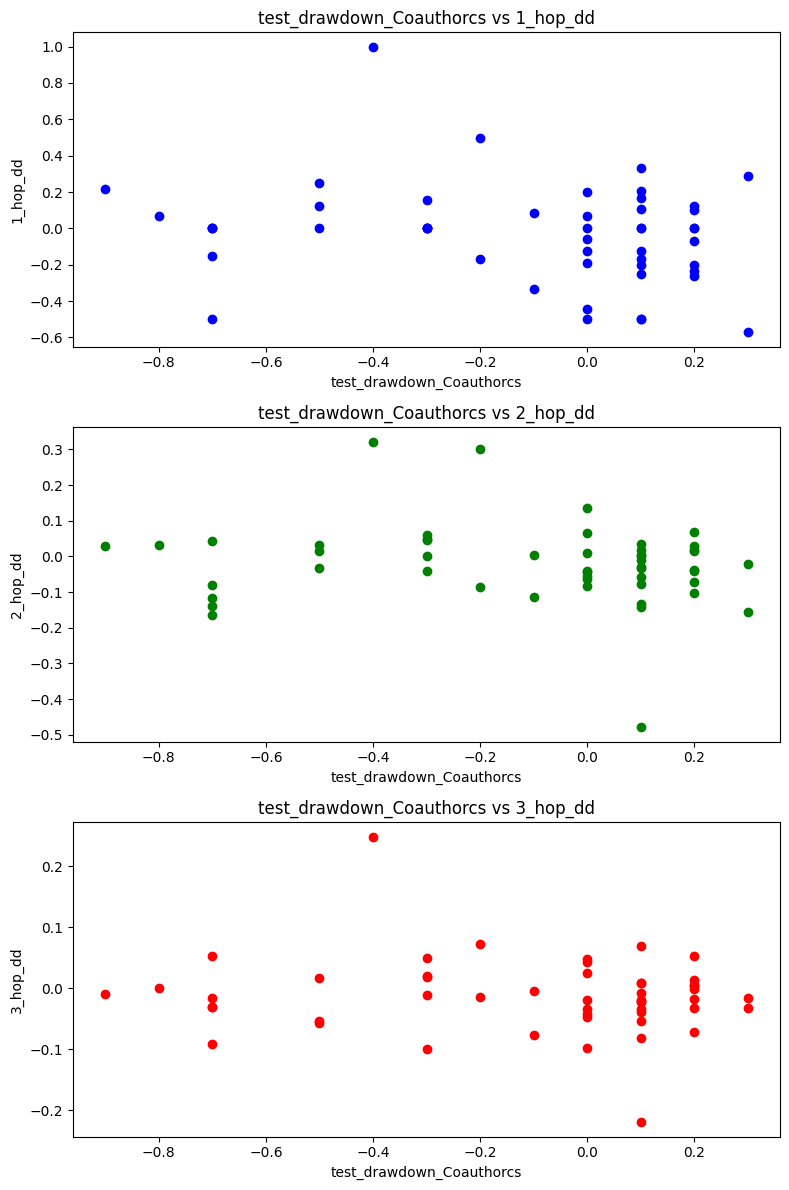 test_drawdown_Coauthorcs vs 1_hop_dd
1.0
0.8
0.6
0.4
0.2
0.0
−0.2
−0.4
−0.6
1_hop_dd
−0.8 −0.6 −0.4 −0.2 0.0 0.2
test_drawdown_Coauthorcs
test_drawdown_Coauthorcs vs 2_hop_dd
0.3
0.2
0.1
0.0
−0.1
−0.2
−0.3
−0.4
−0.5
2_hop_dd
−0.8 −0.6 −0.4 −0.2 0.0 0.2
test_drawdown_Coauthorcs
test_drawdown_Coauthorcs vs 3_hop_dd
0.2
0.1
0.0
−0.1
−0.2
3_hop_dd
−0.8 −0.6 −0.4 −0.2 0.0 0.2
test_drawdown_Coauthorcs